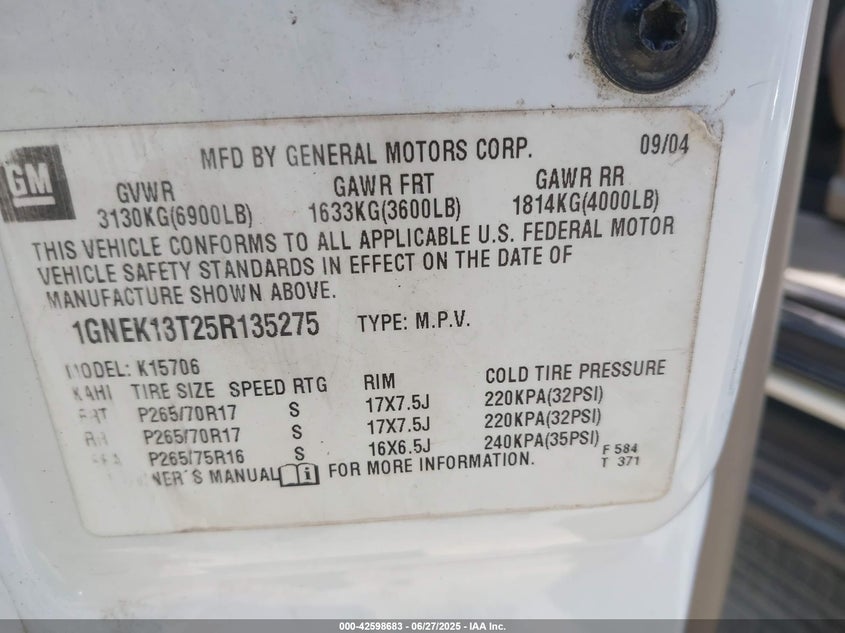 GM
MFD BY GENERAL MOTORS CORP. 09/04
GVWR GAWR FRT GAWR RR
3130KG(6900LB) 1633KG(3600LB) 1814KG(4000LB)
THIS VEHICLE CONFORMS TO ALL APPLICABLE U.S. FEDERAL MOTOR
VEHICLE SAFETY STANDARDS IN EFFECT ON THE DATE OF
MANUFACTURE SHOWN ABOVE.
1GNEK13T25R135275 TYPE: M.P.V.
MODEL: K15706
TIRE SIZE SPEED RTG RIM COLD TIRE PRESSURE
P265/70R17 S 17X7.5J 220KPA(32PSI)
P265/70R17 S 17X7.5J 220KPA(32PSI)
P265/75R16 S 16X6.5J 240KPA(35PSI)
MANUAL FOR MORE INFORMATION.
F 584
T 371
000-42598683 / 06/27/2025 - IAA Inc.